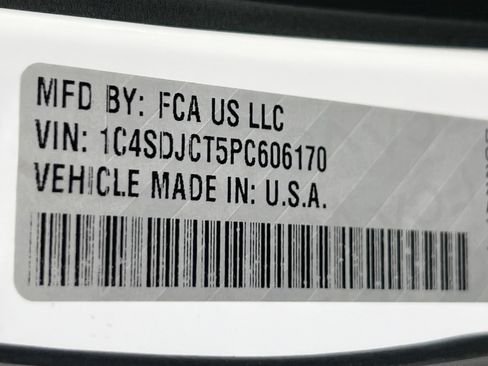 MFD BY: FCA US LLC
VIN: 1C4SDJCT5PC606170
VEHICLE MADE IN: U.S.A.